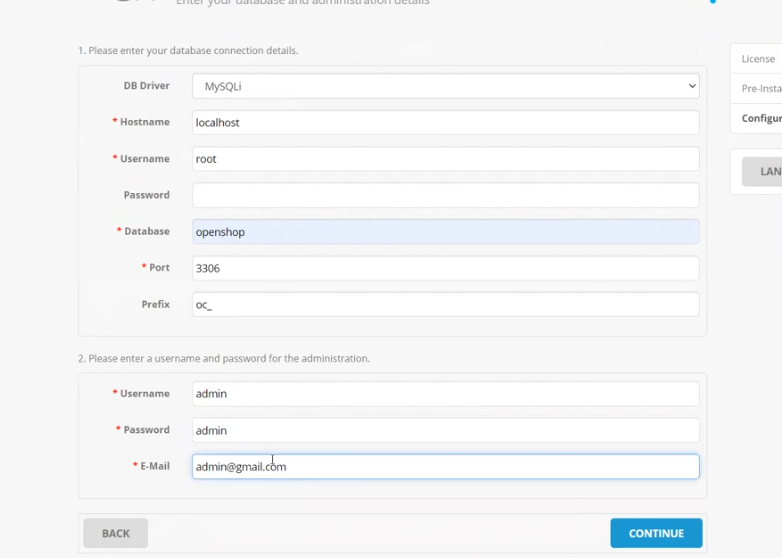 Enter your database and administration details
1. Please enter your database connection details.
DB Driver MySQLi
* Hostname localhost
* Username root
Password
* Database openshop
* Port 3306
Prefix oc_
2. Please enter a username and password for the administration.
* Username admin
* Password admin
* E-Mail admin@gmail.com
BACK CONTINUE
License
Pre-Insta
Configur
LAN